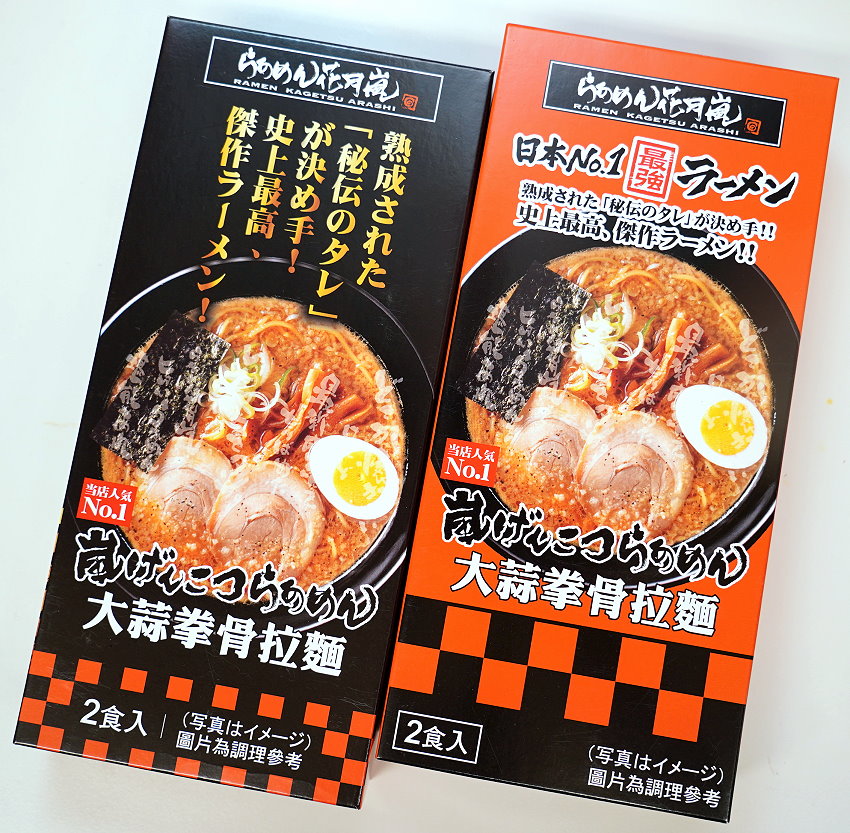 らあめん花月嵐
RAMEN KAGETSU ARASHI
熟成された
「秘伝のタレ」
が決め手！
史上最高、
傑作ラーメン！
当店人気
No.1
嵐げんこつらあめん
大蒜拳骨拉麵
2食入
（写真はイメージ）
圖片為調理參考
らあめん花月嵐
RAMEN KAGETSU ARASHI
日本No.1 最強 ラーメン
熟成された「秘伝のタレ」が決め手!!
史上最高、傑作ラーメン!!
当店人気
No.1
嵐げんこつらあめん
大蒜拳骨拉麵
2食入
（写真はイメージ）
圖片為調理參考